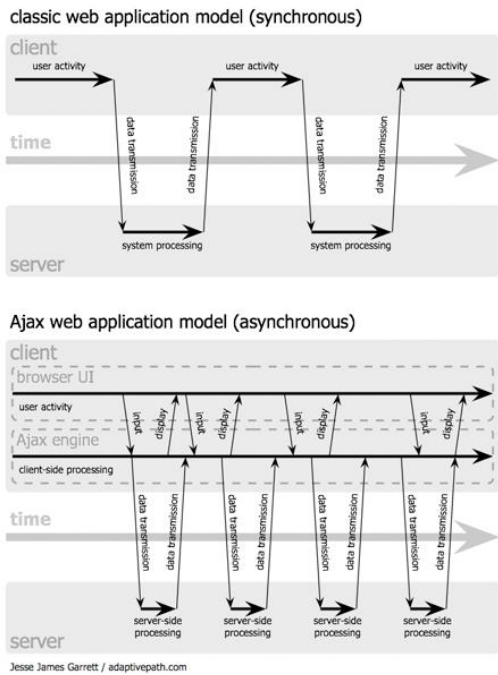 classic web application model (synchronous)
client
user activity
user activity
user activity
data transmission
data transmission
data transmission
data transmission
time
system processing
system processing
server
Ajax web application model (asynchronous)
client
browser UI
user activity
input
display
input
display
input
display
input
display
Ajax engine
client-side processing
data transmission
data transmission
data transmission
data transmission
data transmission
data transmission
data transmission
data transmission
time
server-side
processing
server-side
processing
server-side
processing
server-side
processing
server
Jesse James Garrett / adaptivepath.com